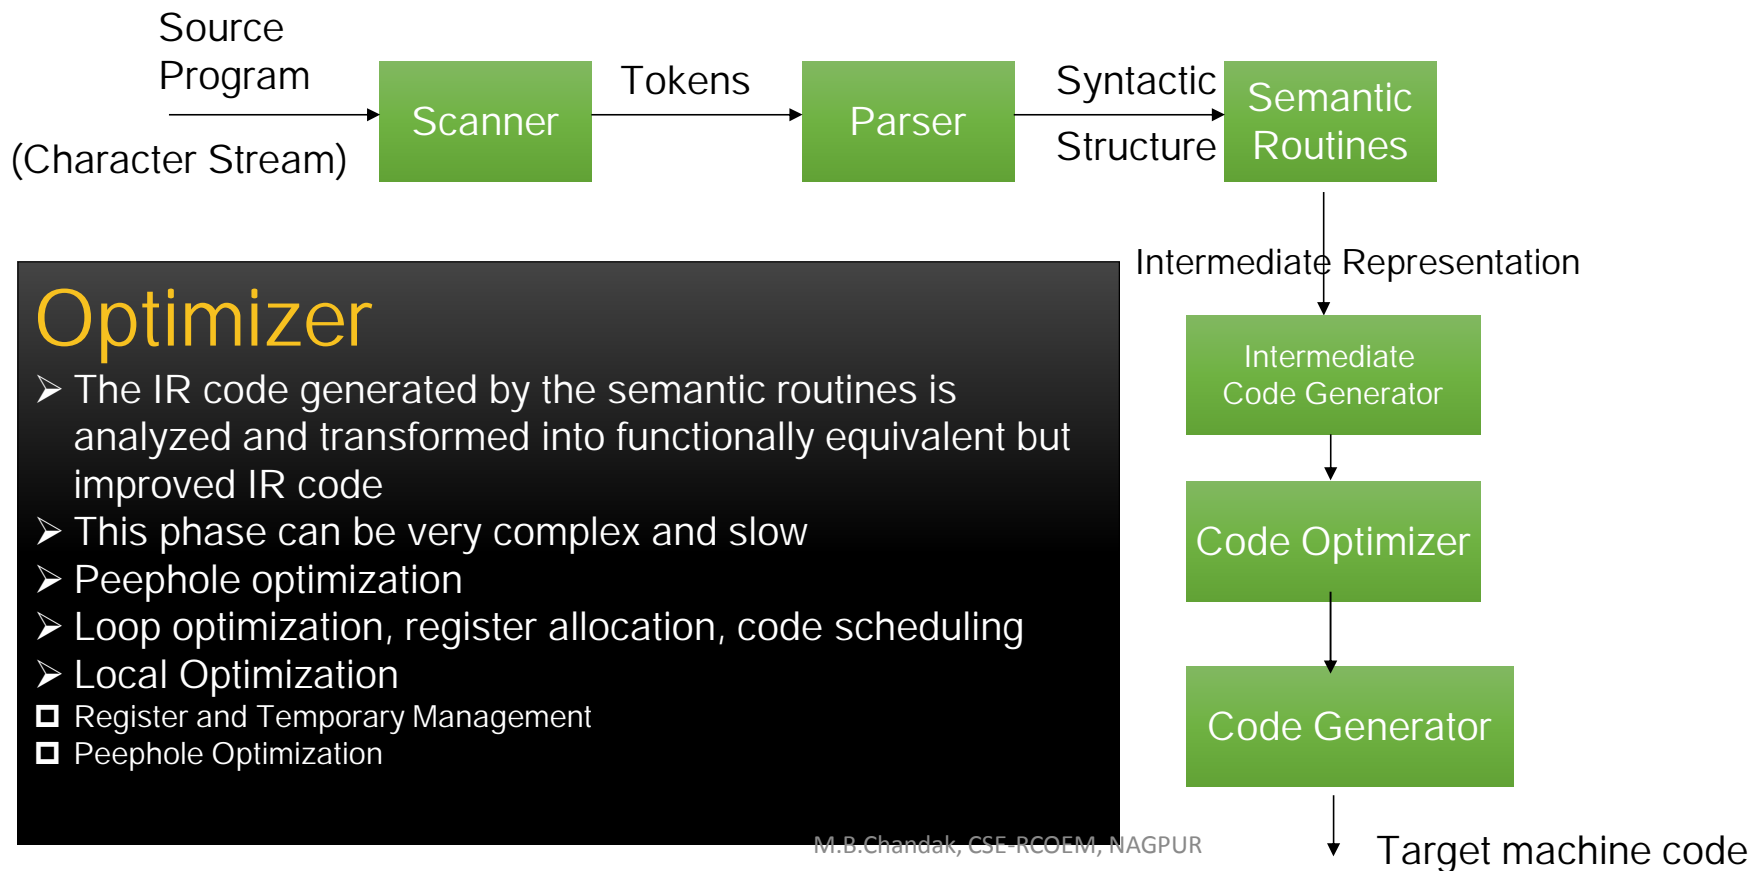 Source
Program
(Character Stream)
Scanner
Tokens
Parser
Syntactic
Structure
Semantic
Routines
Intermediate Representation
Intermediate
Code Generator
Code Optimizer
Code Generator
Target machine code
Optimizer
➢ The IR code generated by the semantic routines is
analyzed and transformed into functionally equivalent but
improved IR code
➢ This phase can be very complex and slow
➢ Peephole optimization
➢ Loop optimization, register allocation, code scheduling
➢ Local Optimization
Register and Temporary Management
Peephole Optimization
M.B.Chandak, CSE-RCOEM, NAGPUR